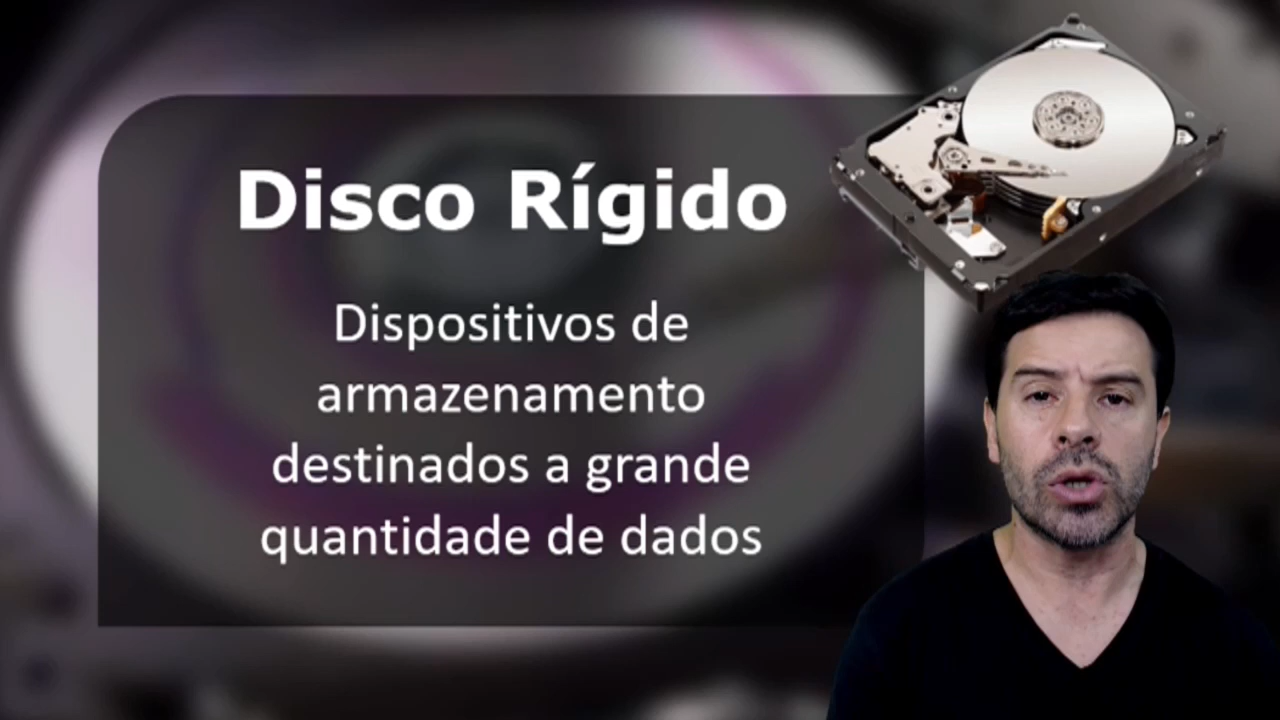 Disco Rígido
Dispositivos de
armazenamento
destinados a grande
quantidade de dados